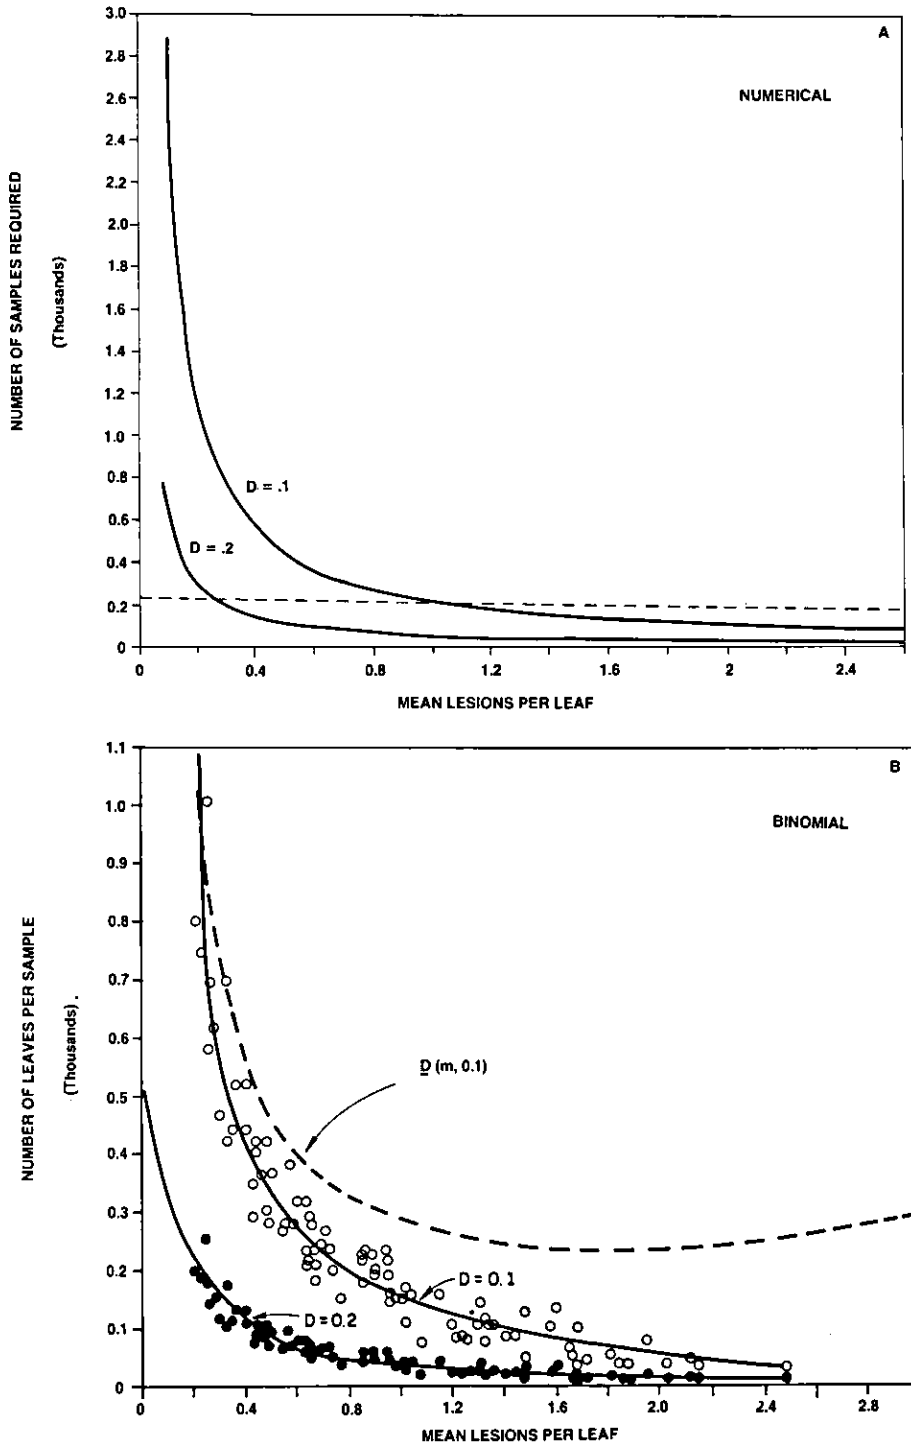 A
NUMERICAL
NUMBER OF SAMPLES REQUIRED
(Thousands)
3.0
2.8
2.6
2.4
2.2
2.0
1.8
1.6
1.4
1.2
1.0
0.8
0.6
0.4
0.2
0
D = .1
D = .2
0
0.4
0.8
1.2
1.6
2
2.4
MEAN LESIONS PER LEAF
B
BINOMIAL
NUMBER OF LEAVES PER SAMPLE
(Thousands)
1.1
1.0
0.9
0.8
0.7
0.6
0.5
0.4
0.3
0.2
0.1
0
D (m, 0.1)
D = 0.1
D = 0.2
0
0.4
0.8
1.2
1.6
2.0
2.4
2.8
MEAN LESIONS PER LEAF